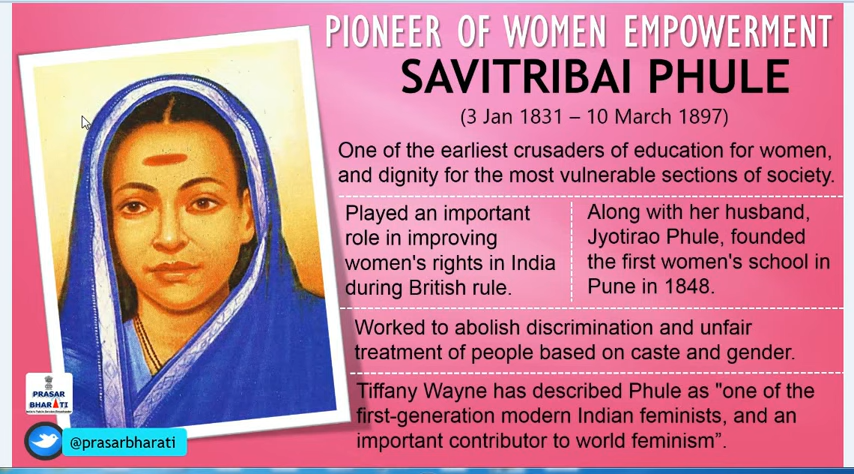 PIONEER OF WOMEN EMPOWERMENT
SAVITRIBAI PHULE
(3 Jan 1831 – 10 March 1897)
One of the earliest crusaders of education for women,
and dignity for the most vulnerable sections of society.
Played an important
role in improving
women's rights in India
during British rule.
Along with her husband,
Jyotirao Phule, founded
the first women's school in
Pune in 1848.
Worked to abolish discrimination and unfair
treatment of people based on caste and gender.
Tiffany Wayne has described Phule as "one of the
first-generation modern Indian feminists, and an
important contributor to world feminism”.
PRASAR
BHARATI
@prasarbharati